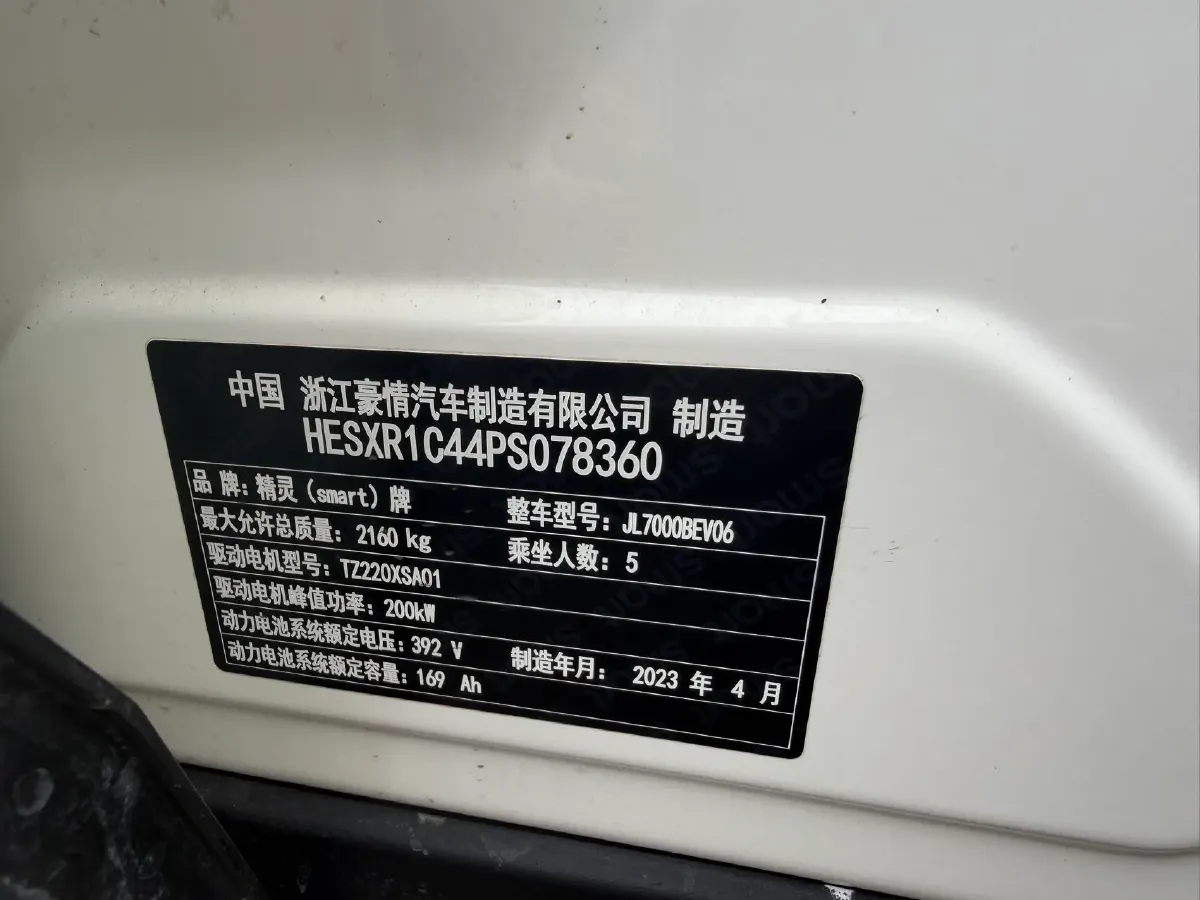 中国 浙江豪情汽车制造有限公司 制造
HESXR1C44PS078360
品 牌: 精灵 (smart) 牌 整车型号: JL7000BEV06
最大允许总质量: 2160 kg 乘坐人数: 5
驱动电机型号: TZ220XSA01
驱动电机峰值功率: 200kW
动力电池系统额定电压: 392 V 制造年月: 2023 年 4 月
动力电池系统额定容量: 169 Ah